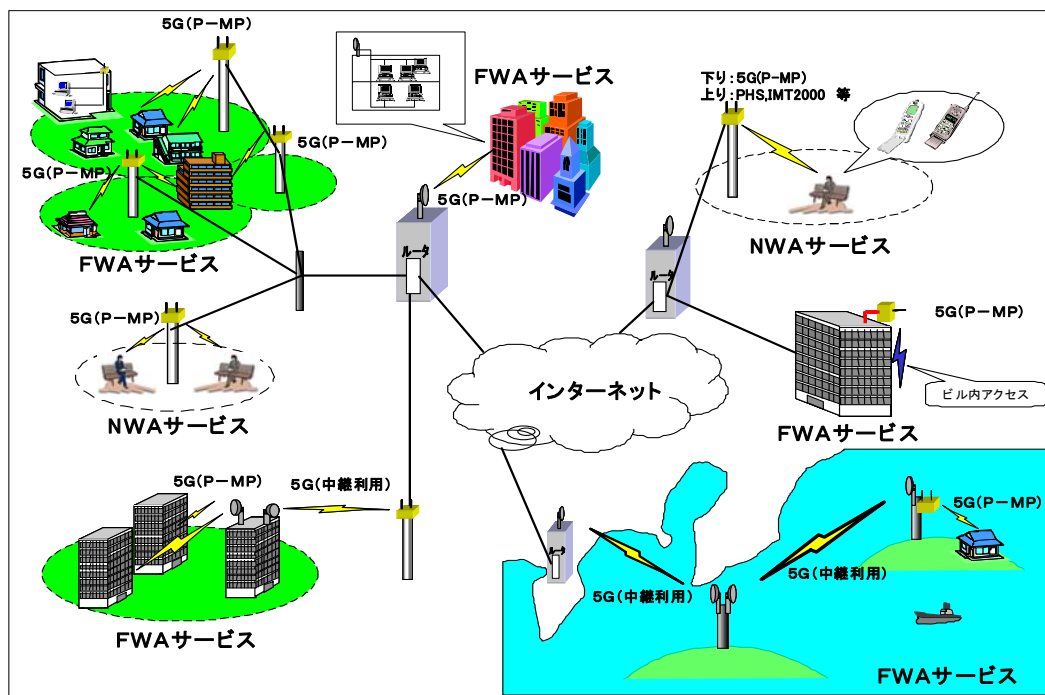 5G(P－MP)
FWAサービス
下り：5G(P-MP)
上り：PHS,IMT2000 等
5G(P－MP)
5G(P－MP)
5G(P－MP)
FWAサービス
NWAサービス
ルータ
ルータ
5G(P－MP)
5G(P－MP)
インターネット
ビル内アクセス
NWAサービス
FWAサービス
5G(P－MP)
5G(中継利用)
5G(P－MP)
5G(中継利用)
5G(中継利用)
FWAサービス
FWAサービス